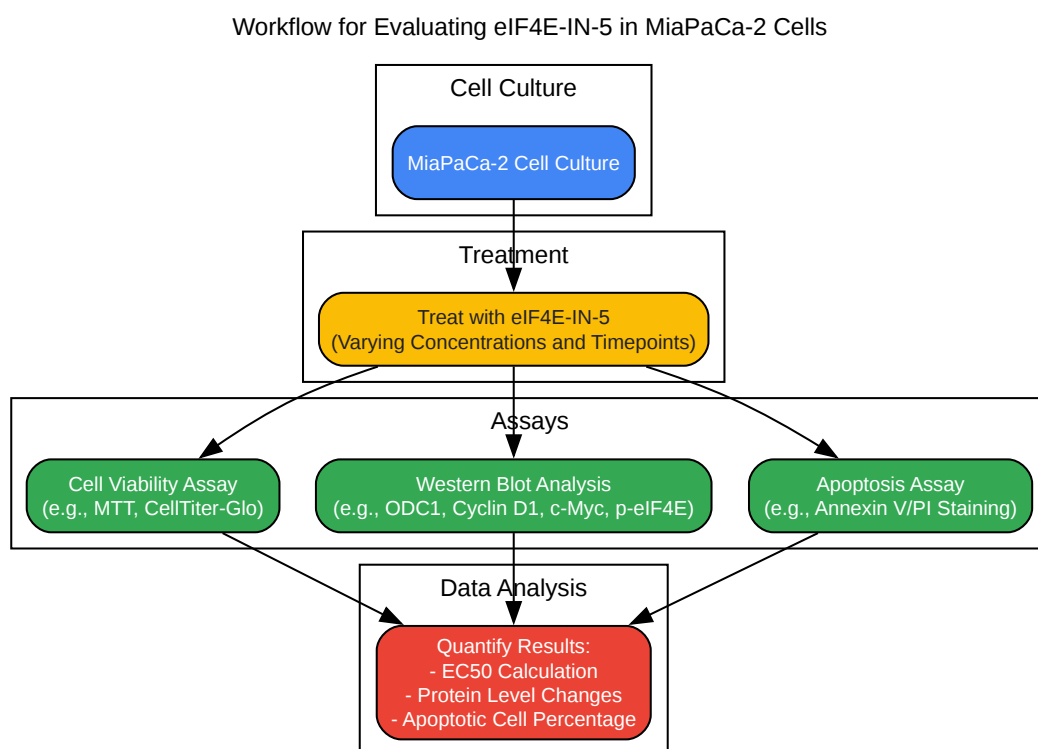 Workflow for Evaluating eIF4E-IN-5 in MiaPaCa-2 Cells
Cell Culture
MiaPaCa-2 Cell Culture
Treatment
Treat with eIF4E-IN-5
(Varying Concentrations and Timepoints)
Assays
Cell Viability Assay
(e.g., MTT, CellTiter-Glo)
Western Blot Analysis
(e.g., ODC1, Cyclin D1, c-Myc, p-eIF4E)
Apoptosis Assay
(e.g., Annexin V/PI Staining)
Data Analysis
Quantify Results:
- EC50 Calculation
- Protein Level Changes
- Apoptotic Cell Percentage